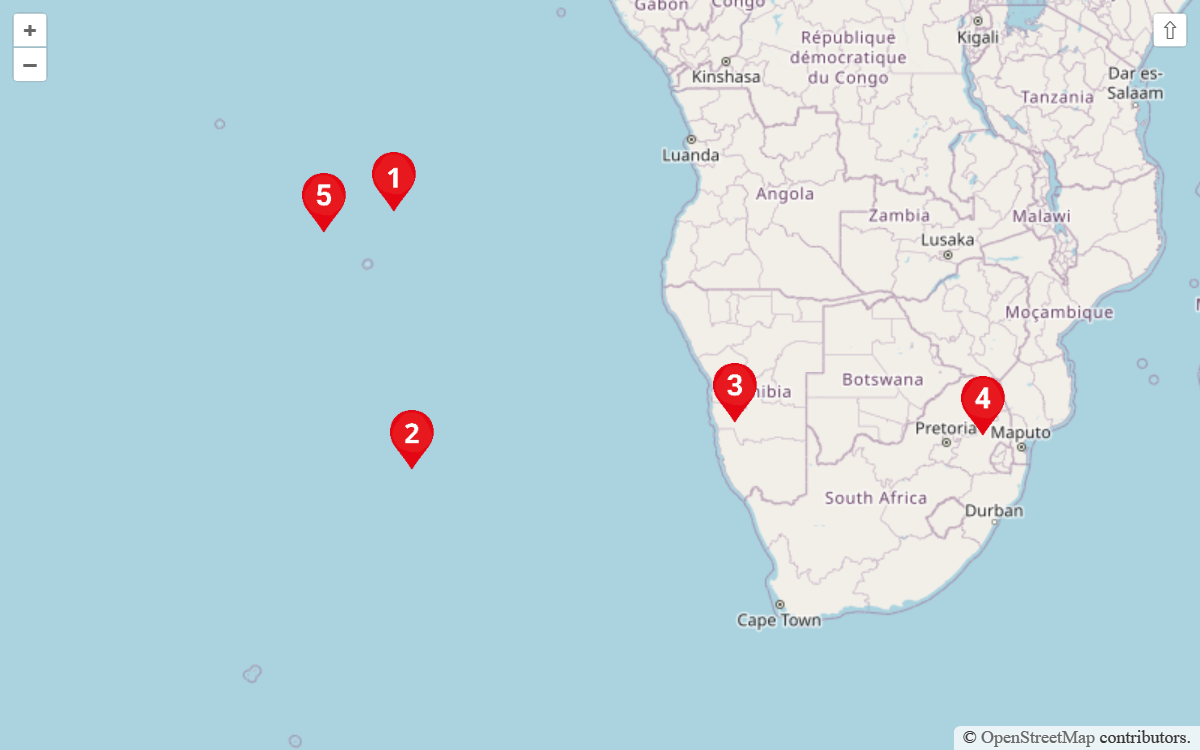 +
−
⇧
Gabon
Congo
République
démocratique
du Congo
Kigali
Kinshasa
Dar es-
Salaam
Tanzania
Luanda
1
5
Angola
Zambia
Malawi
Lusaka
Moçambique
3
nibia
Botswana
4
2
Pretoria
Maputo
South Africa
Durban
Cape Town
© OpenStreetMap contributors.